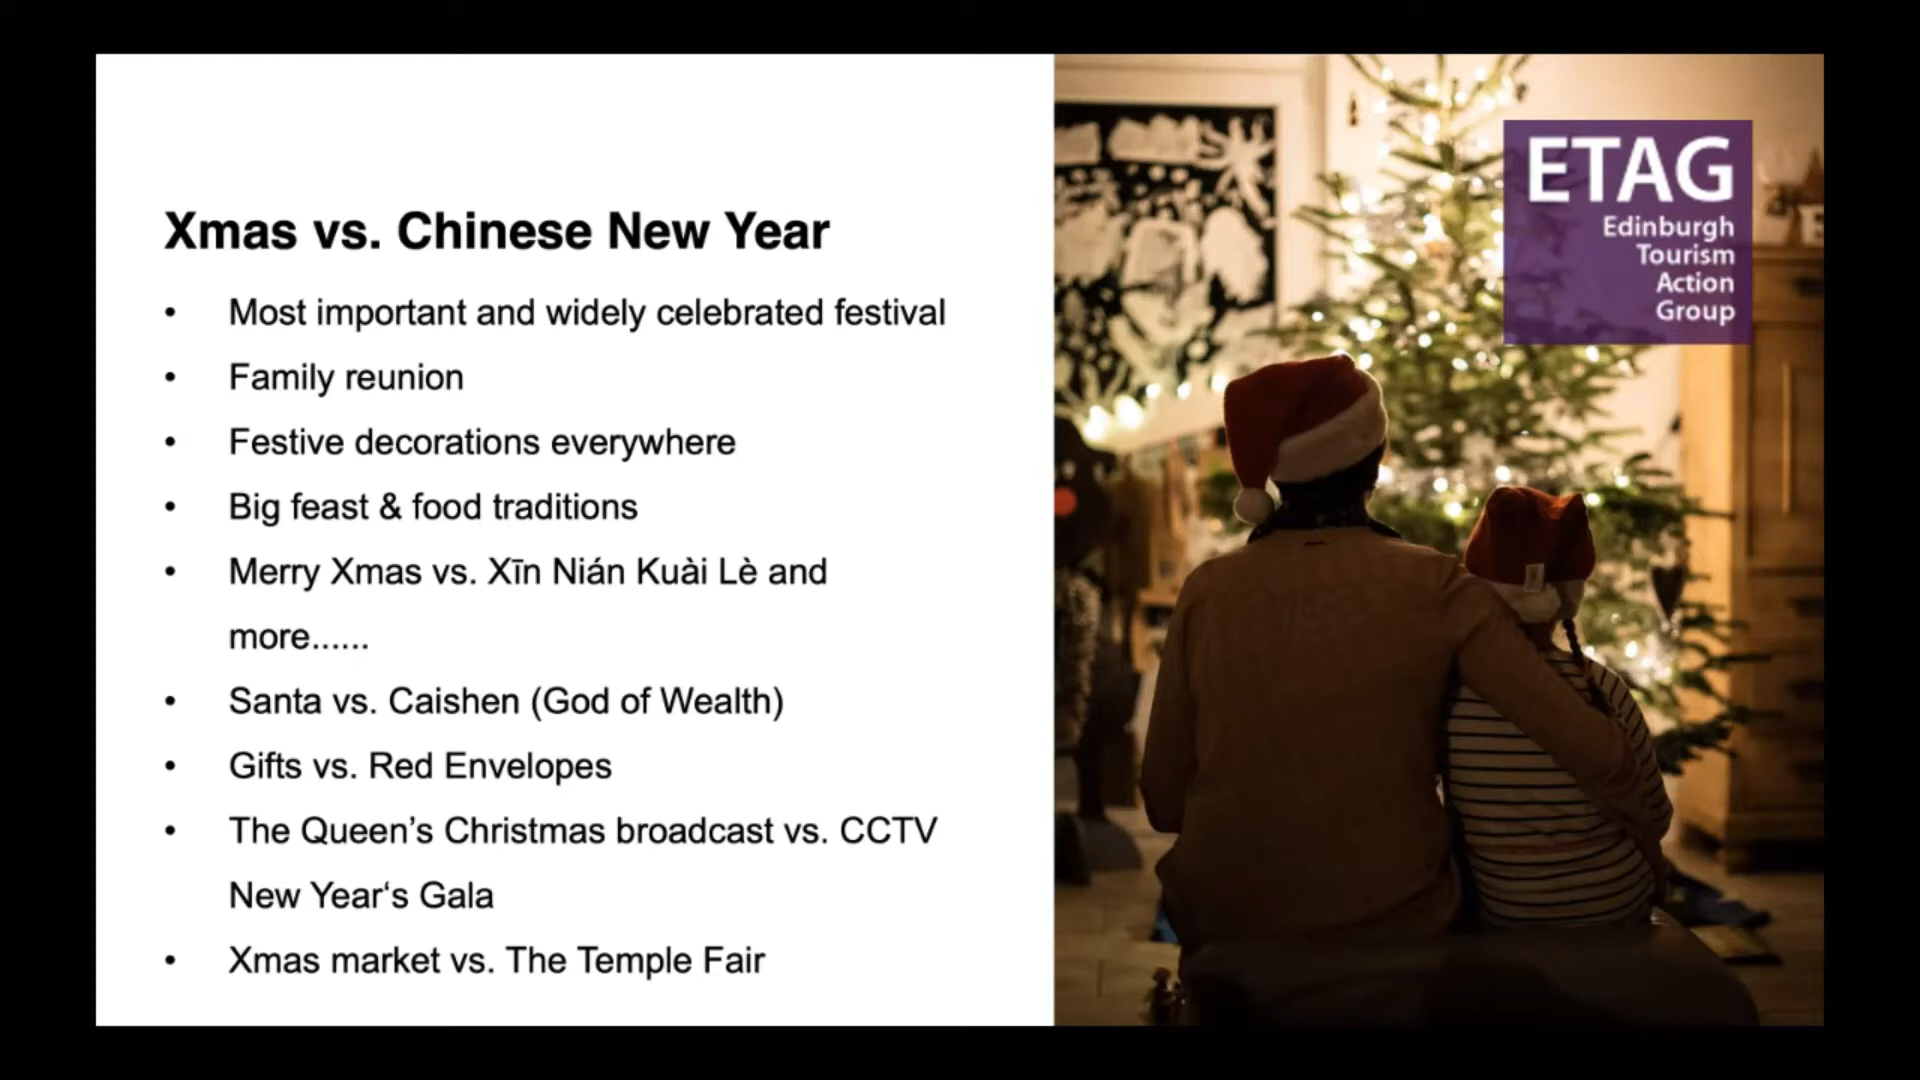 Xmas vs. Chinese New Year
• Most important and widely celebrated festival
• Family reunion
• Festive decorations everywhere
• Big feast & food traditions
• Merry Xmas vs. Xīn Nián Kuài Lè and
more......
• Santa vs. Caishen (God of Wealth)
• Gifts vs. Red Envelopes
• The Queen’s Christmas broadcast vs. CCTV
New Year‘s Gala
• Xmas market vs. The Temple Fair
ETAG
Edinburgh
Tourism
Action
Group